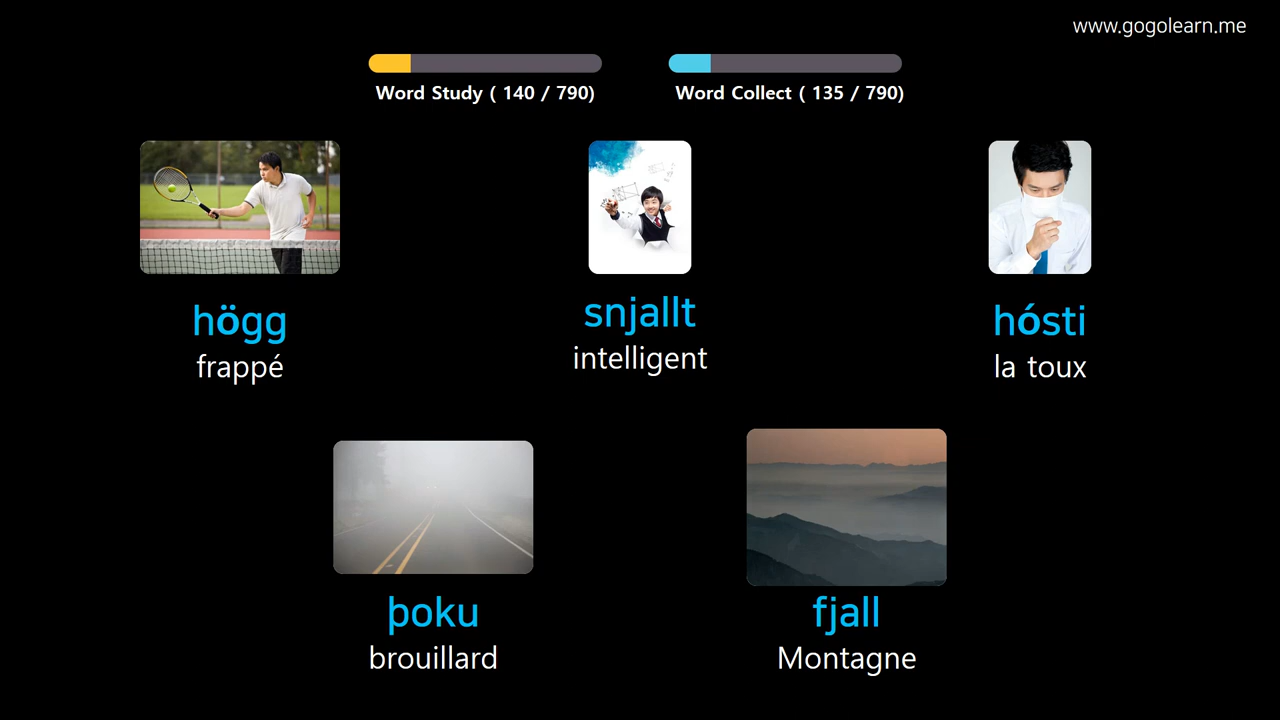 www.gogolearn.me
Word Study ( 140 / 790)
Word Collect ( 135 / 790)
högg
frappé
snjallt
intelligent
hósti
la toux
þoku
brouillard
fjall
Montagne